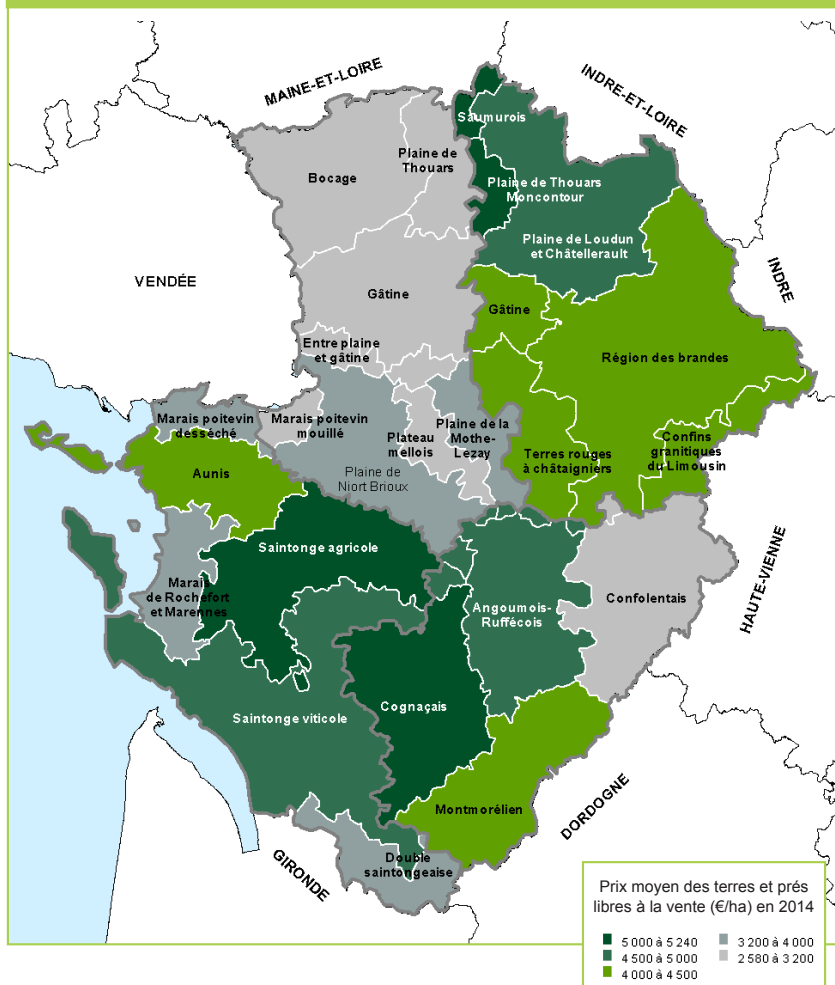 MAINE-ET-LOIRE
INDRE-ET-LOIRE
Saumurois
Plaine de
Thouars
Bocage
Plaine de Thouars
Moncontour
Plaine de Loudun
et Châtellerault
INDRE
VENDÉE
Gâtine
Gâtine
Entre plaine
et gâtine
Région des brandes
Marais poitevin
desséché
Marais poitevin
mouillé
Plateau
mellois
Plaine de la
Mothe-
Lezay
Terres rouges
à châtaigniers
Confins
granitiques
du Limousin
Aunis
Plaine de
Niort Brioux
Saintonge agricole
HAUTE-VIENNE
Marais
de Rochefort
et Marennes
Angoumois-
Ruffécois
Confolentais
Cognaçais
Saintonge viticole
Montmorélien
DORDOGNE
GIRONDE
Double
saintongeaise
Prix moyen des terres et prés
libres à la vente (€/ha) en 2014
5 000 à 5 240
4 500 à 5 000
4 000 à 4 500
3 200 à 4 000
2 580 à 3 200